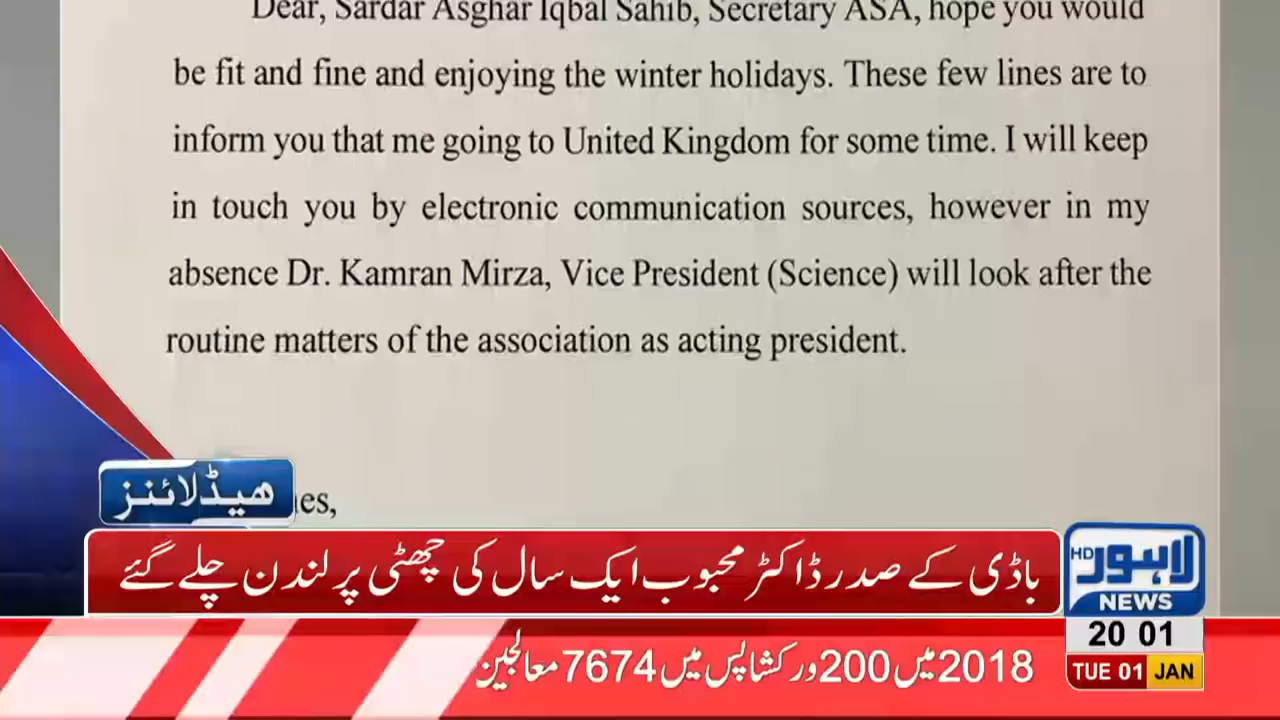 Dear, Sardar Asghar Iqbal Sahib, Secretary ASA, hope you would
be fit and fine and enjoying the winter holidays. These few lines are to
inform you that me going to United Kingdom for some time. I will keep
in touch you by electronic communication sources, however in my
absence Dr. Kamran Mirza, Vice President (Science) will look after the
routine matters of the association as acting president.
ہیڈلائنز
باڈی کے صدر ڈاکٹر محبوب ایک سال کی چھٹی پر لندن چلے گئے
HD لاہور
NEWS
20 01
TUE 01 JAN
2018 میں 200 ورکشاپس میں 7674 معالجین